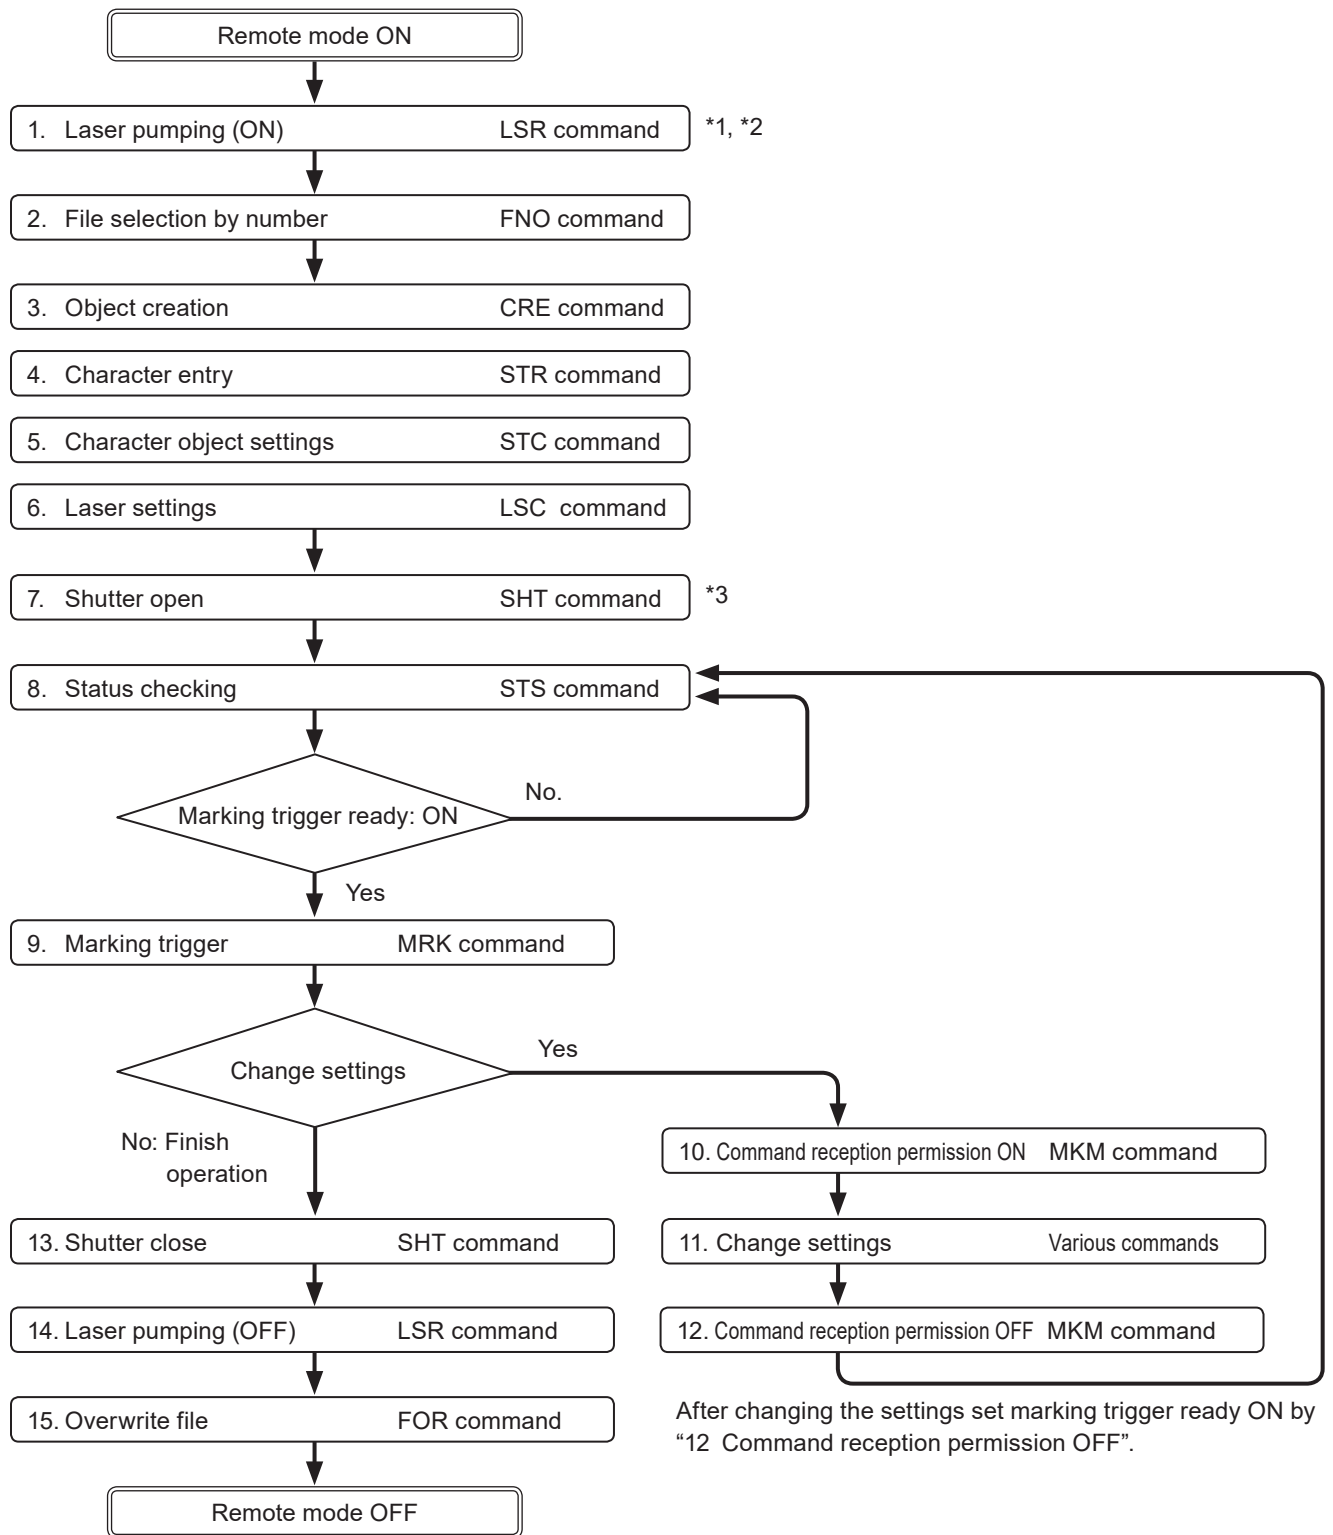 Remote mode ON
1. Laser pumping (ON) LSR command *1, *2
2. File selection by number FNO command
3. Object creation CRE command
4. Character entry STR command
5. Character object settings STC command
6. Laser settings LSC command
7. Shutter open SHT command *3
8. Status checking STS command
Marking trigger ready: ON
No.
Yes
9. Marking trigger MRK command
Change settings
Yes
No: Finish
operation
10. Command reception permission ON MKM command
11. Change settings Various commands
12. Command reception permission OFF MKM command
After changing the settings set marking trigger ready ON by
“12 Command reception permission OFF”.
13. Shutter close SHT command
14. Laser pumping (OFF) LSR command
15. Overwrite file FOR command
Remote mode OFF